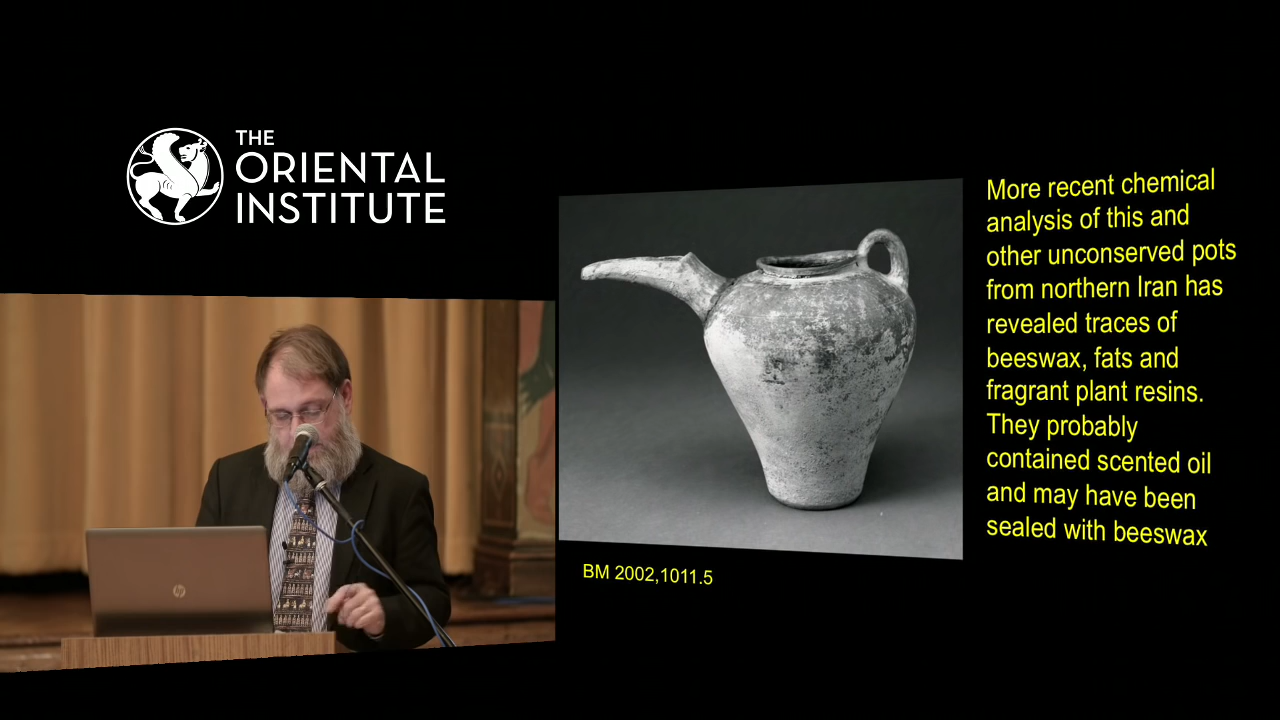 THE
ORIENTAL
INSTITUTE
More recent chemical
analysis of this and
other unconserved pots
from northern Iran has
revealed traces of
beeswax, fats and
fragrant plant resins.
They probably
contained scented oil
and may have been
sealed with beeswax
BM 2002,1011.5
hp